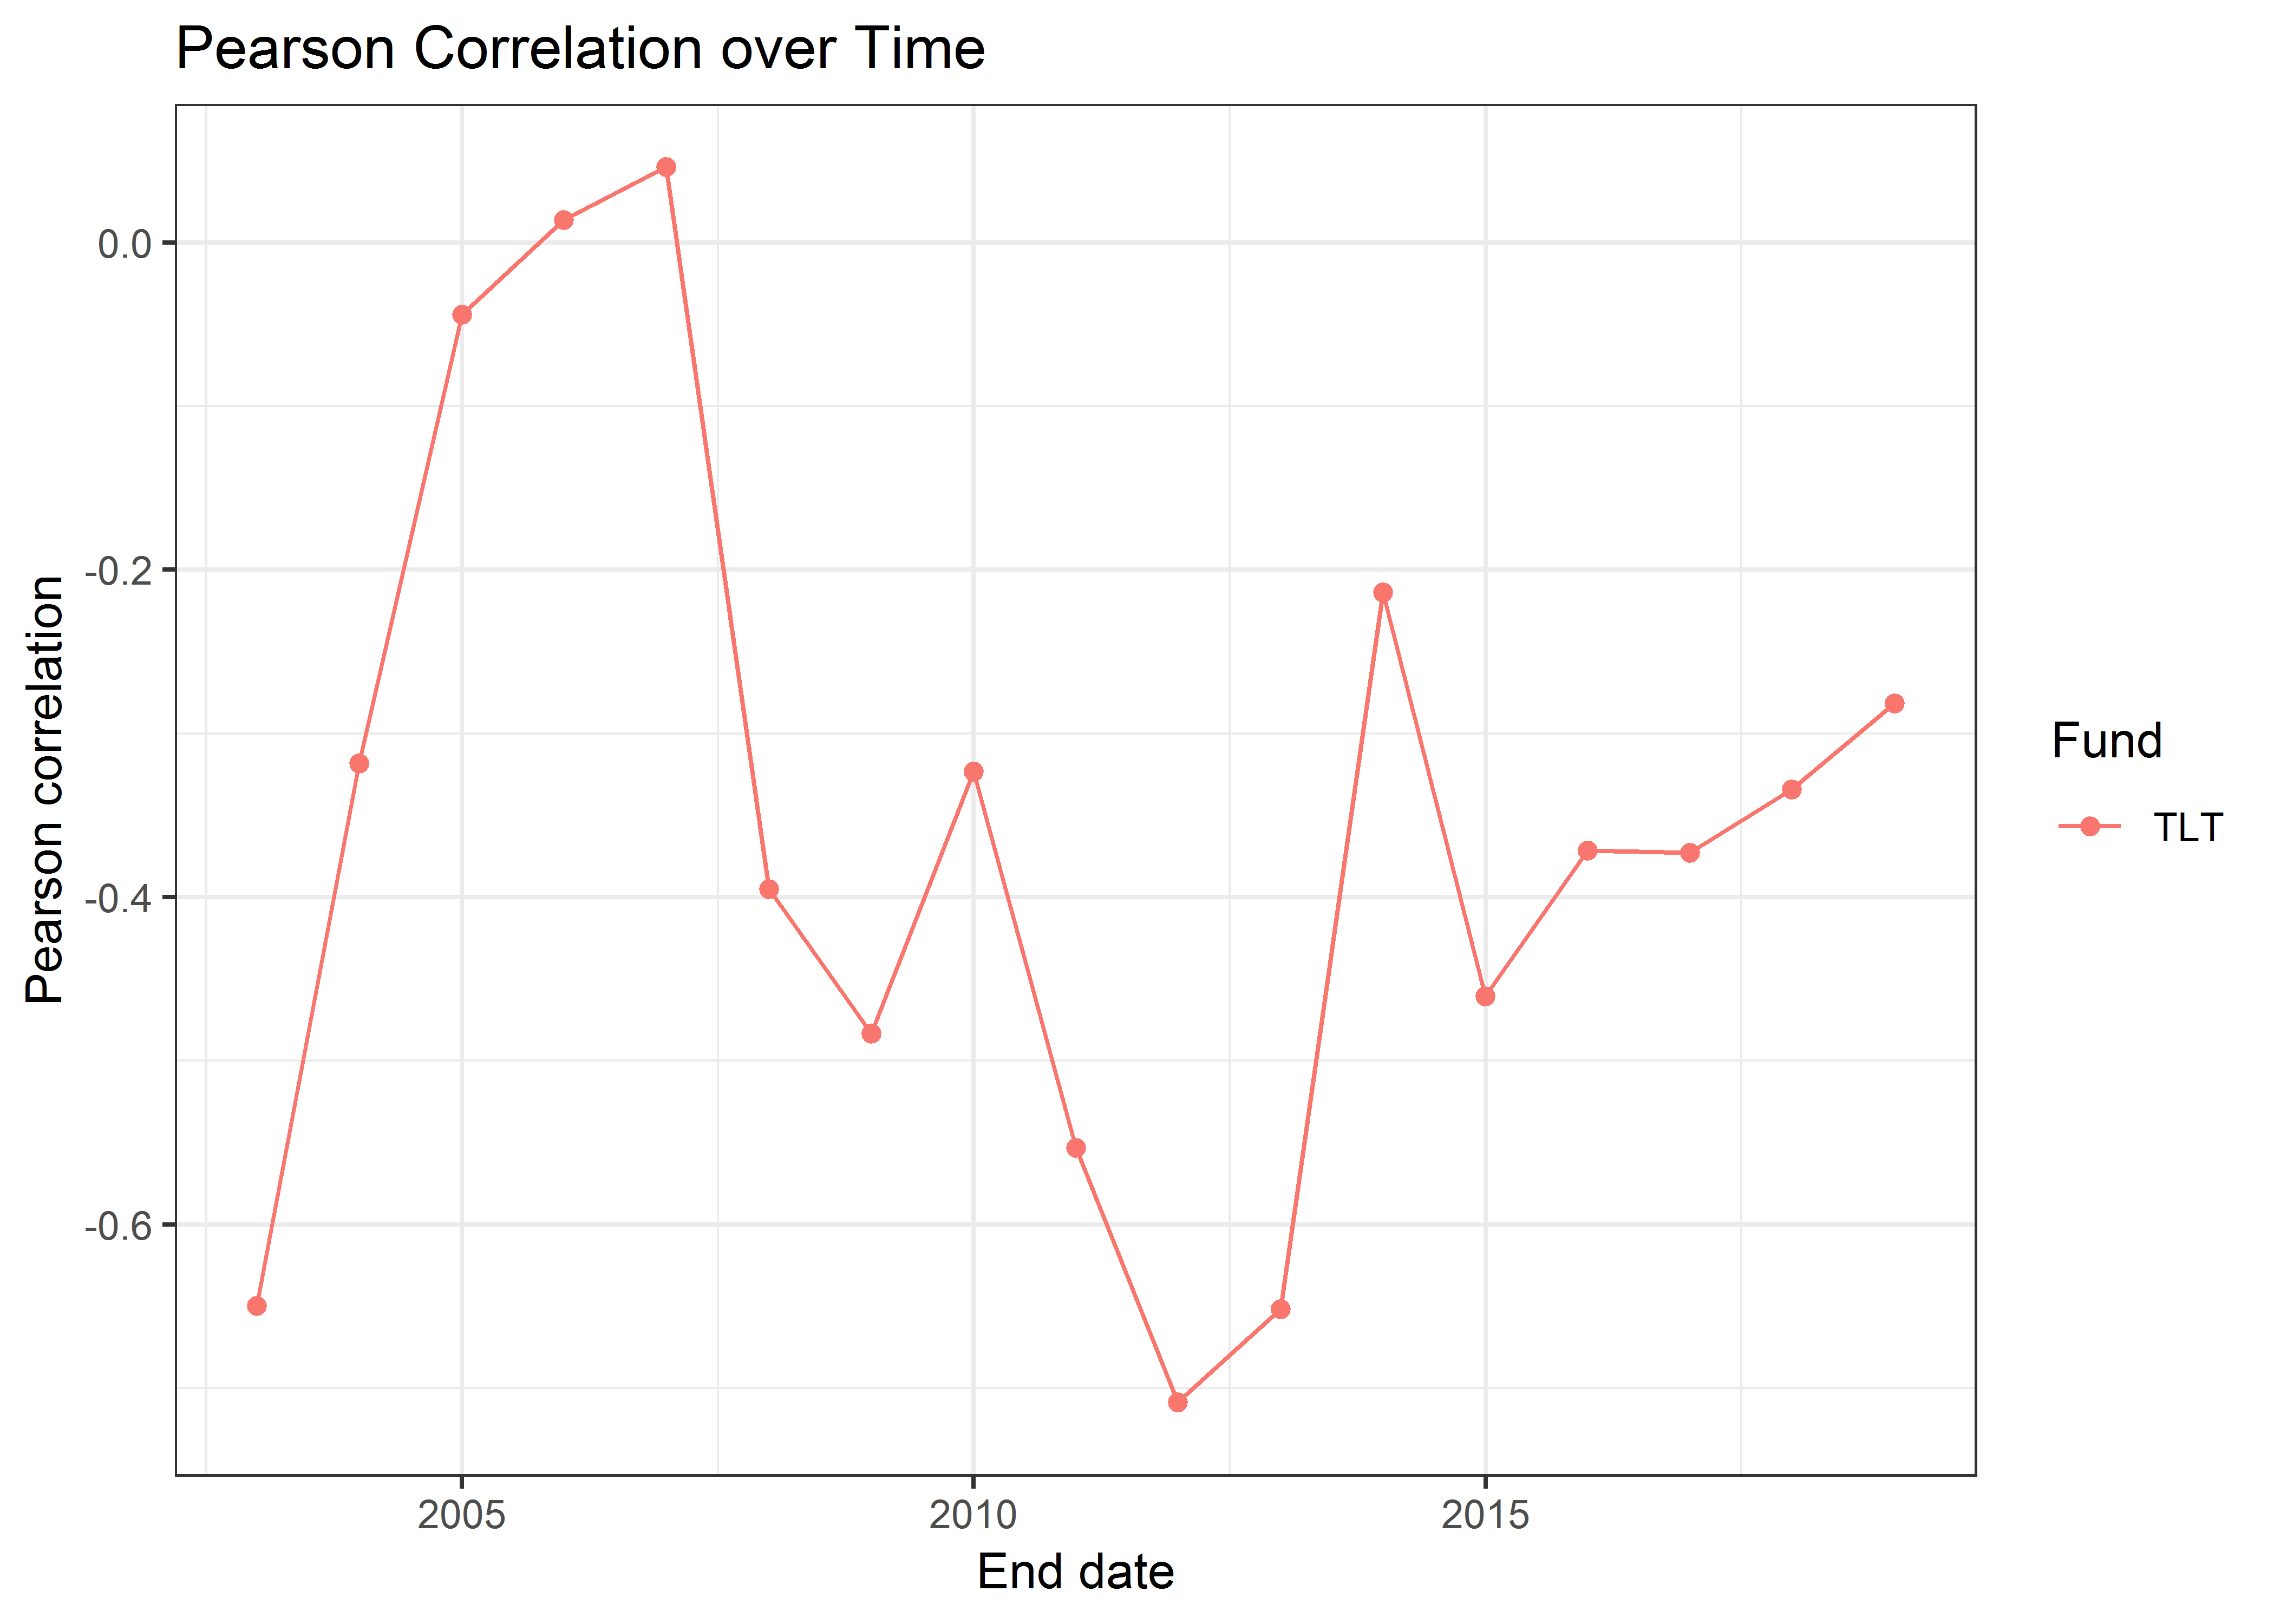 Pearson Correlation over Time
0.0
-0.2
-0.4
-0.6
Pearson correlation
2005
2010
2015
End date
Fund
TLT